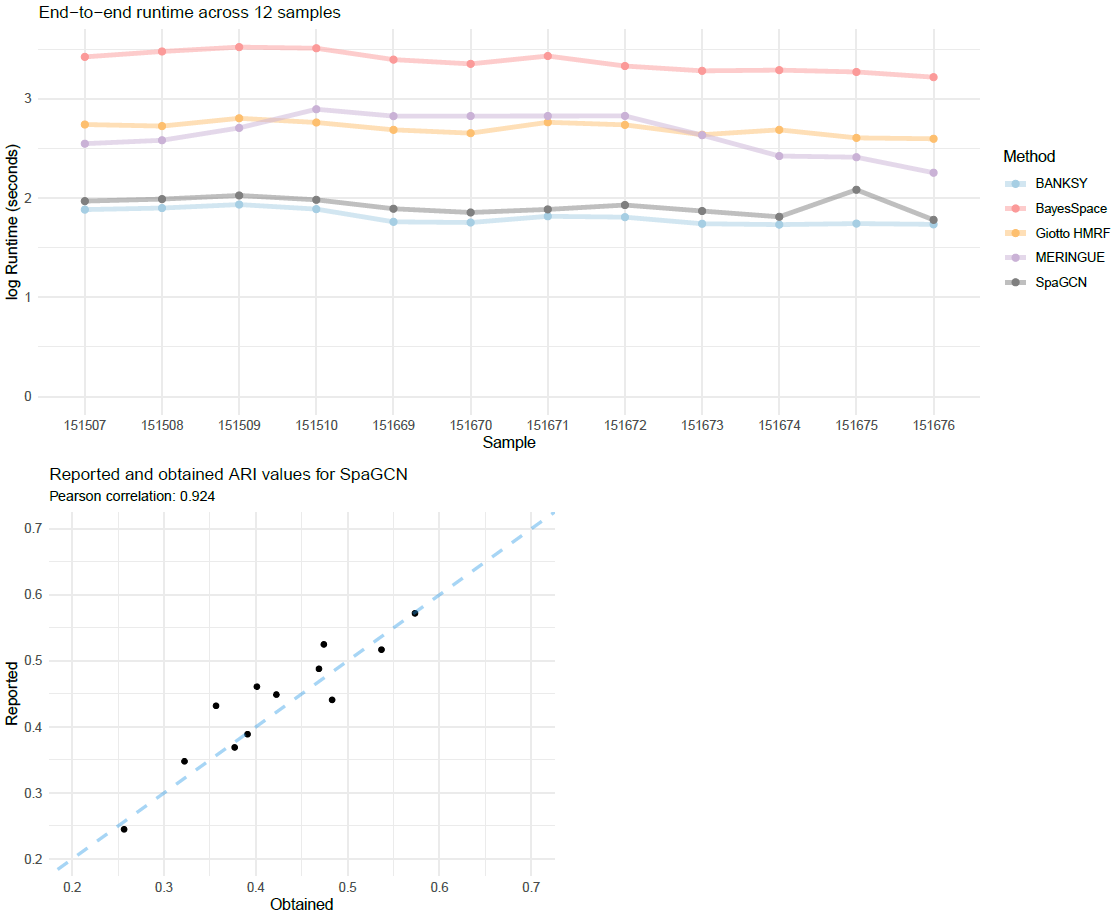 End−to−end runtime across 12 samples
log Runtime (seconds)
3
2
1
0
151507 151508 151509 151510 151669 151670 151671 151672 151673 151674 151675 151676
Sample
Method
BANKSY
BayesSpace
Giotto HMRF
MERINGUE
SpaGCN
Reported and obtained ARI values for SpaGCN
Pearson correlation: 0.924
Reported
0.7
0.6
0.5
0.4
0.3
0.2
0.2 0.3 0.4 0.5 0.6 0.7
Obtained